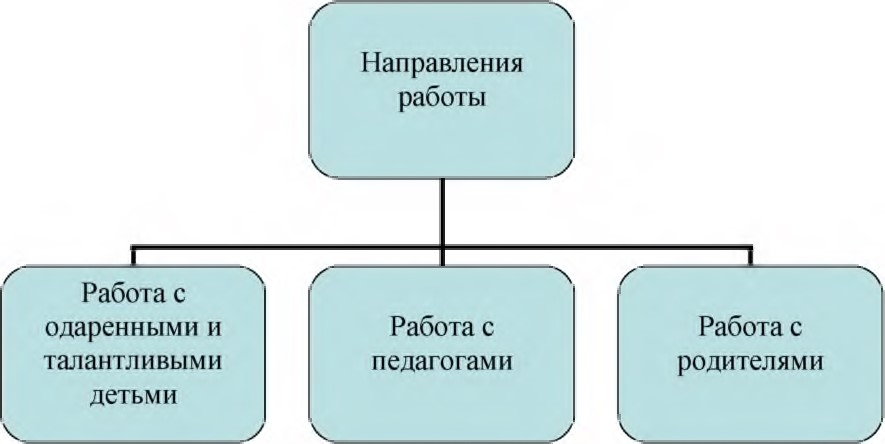 Направления
работы
Работа с
одаренными и
талантливыми
детьми
Работа с
педагогами
Работа с
родителями